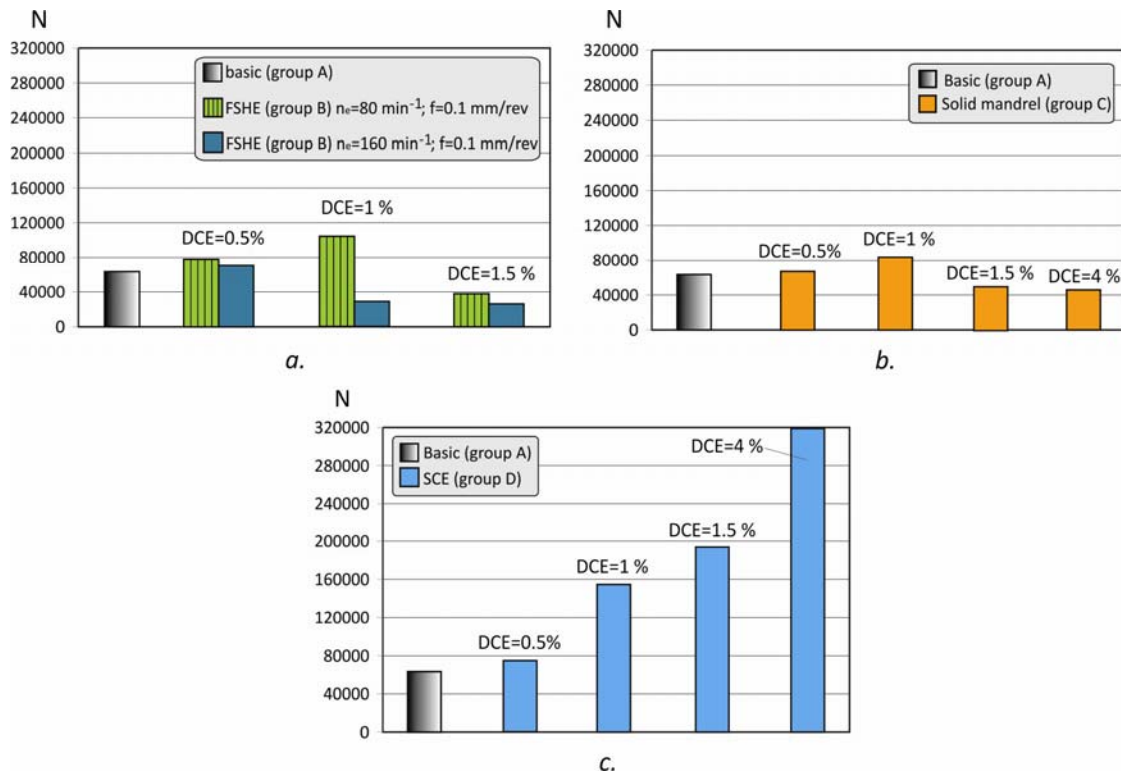 N
320000
280000
240000
200000
160000
120000
80000
40000
0
basic (group A)
FSHE (group B) nₑ=80 min⁻¹; f=0.1 mm/rev
FSHE (group B) nₑ=160 min⁻¹; f=0.1 mm/rev
DCE=0.5%
DCE=1 %
DCE=1.5 %
a.
N
320000
280000
240000
200000
160000
120000
80000
40000
0
Basic (group A)
Solid mandrel (group C)
DCE=0.5%
DCE=1 %
DCE=1.5 %
DCE=4 %
b.
N
320000
280000
240000
200000
160000
120000
80000
40000
0
Basic (group A)
SCE (group D)
DCE=0.5%
DCE=1 %
DCE=1.5 %
DCE=4 %
c.